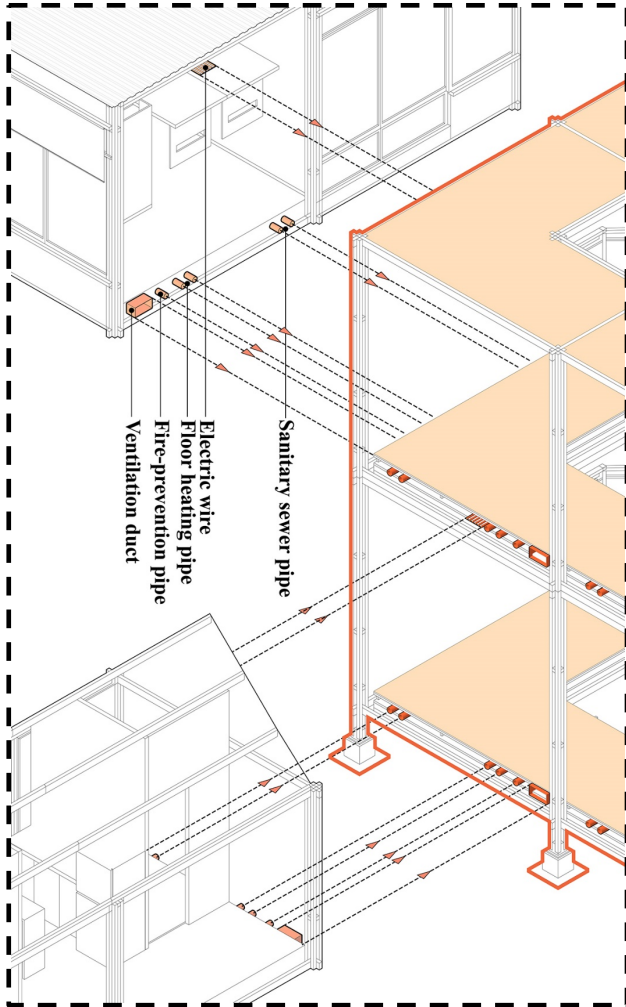 Sanitary sewer pipe
Electric wire
Floor heating pipe
Fire-prevention pipe
Ventilation duct